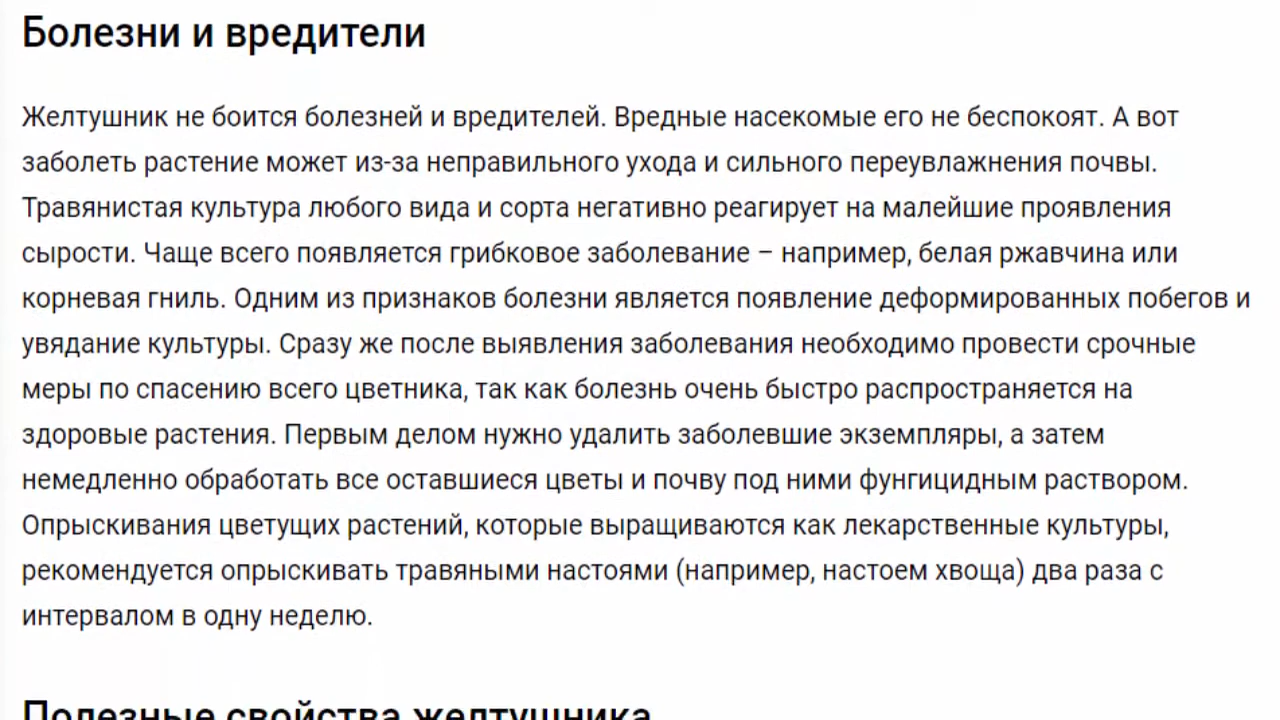 Болезни и вредители
Желтушник не боится болезней и вредителей. Вредные насекомые его не беспокоят. А вот
заболеть растение может из-за неправильного ухода и сильного переувлажнения почвы.
Травянистая культура любого вида и сорта негативно реагирует на малейшие проявления
сырости. Чаще всего появляется грибковое заболевание – например, белая ржавчина или
корневая гниль. Одним из признаков болезни является появление деформированных побегов и
увядание культуры. Сразу же после выявления заболевания необходимо провести срочные
меры по спасению всего цветника, так как болезнь очень быстро распространяется на
здоровые растения. Первым делом нужно удалить заболевшие экземпляры, а затем
немедленно обработать все оставшиеся цветы и почву под ними фунгицидным раствором.
Опрыскивания цветущих растений, которые выращиваются как лекарственные культуры,
рекомендуется опрыскивать травяными настоями (например, настоем хвоща) два раза с
интервалом в одну неделю.
Полезные свойства желтушника